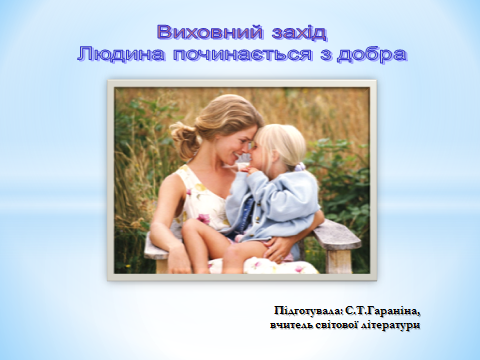 Виховний захід
Людина починається з добра
Підготувала: С.Т.Гараніна,
вчитель світової літератури